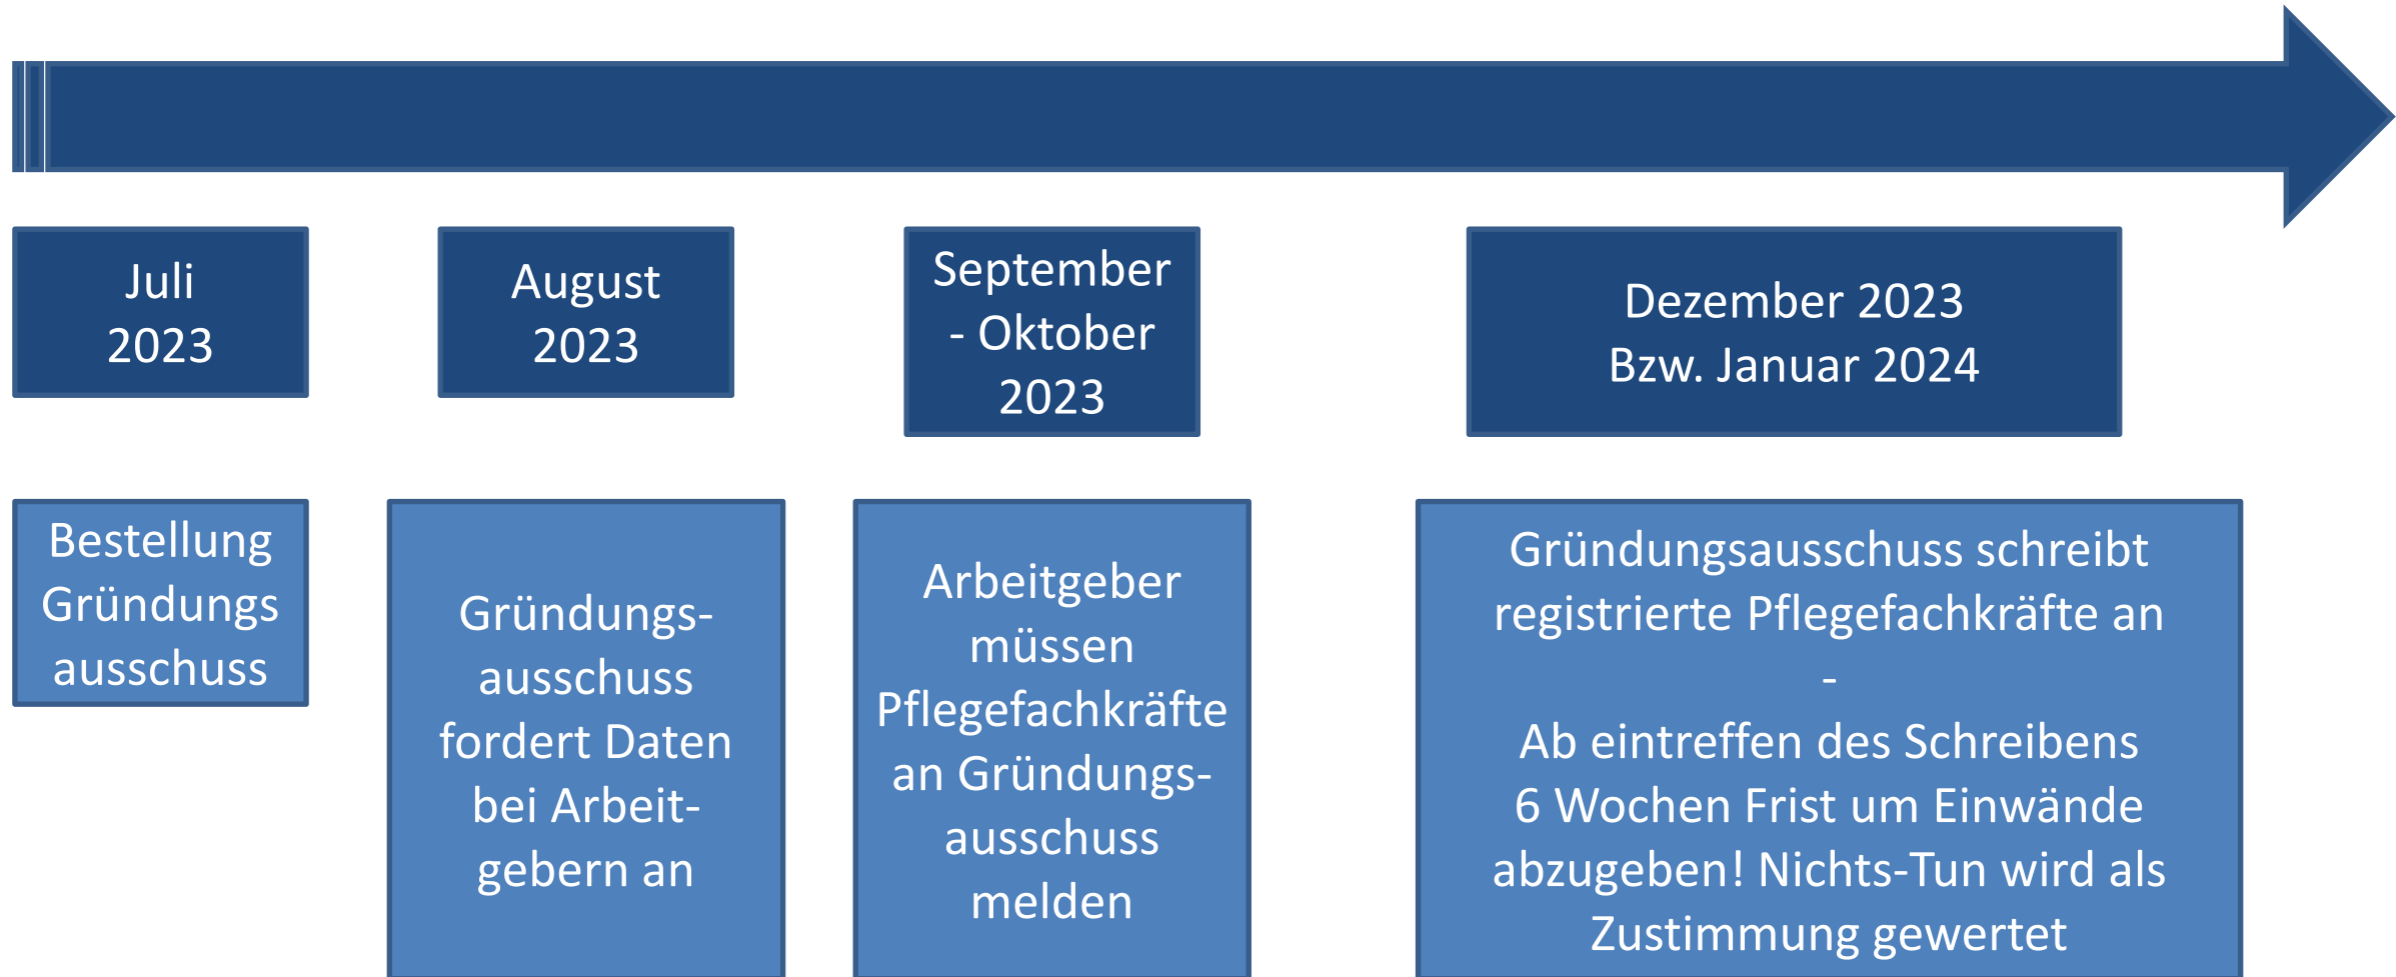 Juli
2023
August
2023
September
- Oktober
2023
Dezember 2023
Bzw. Januar 2024
Bestellung
Gründungs
ausschuss
Gründungs-
ausschuss
fordert Daten
bei Arbeit-
gebern an
Arbeitgeber
müssen
Pflegefachkräfte
an Gründungs-
ausschuss
melden
Gründungsausschuss schreibt
registrierte Pflegefachkräfte an
-
Ab eintreffen des Schreibens
6 Wochen Frist um Einwände
abzugeben! Nichts-Tun wird als
Zustimmung gewertet